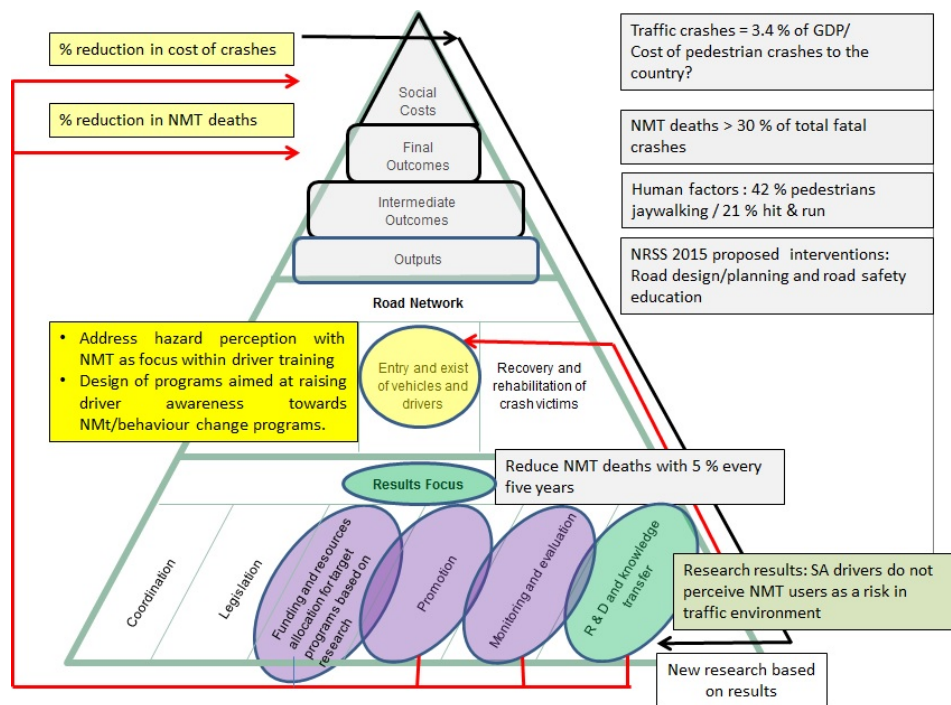 % reduction in cost of crashes
% reduction in NMT deaths
Traffic crashes = 3.4 % of GDP/
Cost of pedestrian crashes to the
country?
NMT deaths > 30 % of total fatal
crashes
Human factors : 42 % pedestrians
jaywalking / 21 % hit & run
NRSS 2015 proposed interventions:
Road design/planning and road safety
education
Social
Costs
Final
Outcomes
Intermediate
Outcomes
Outputs
Road Network
• Address hazard perception with
NMT as focus within driver training
• Design of programs aimed at raising
driver awareness towards
NMt/behaviour change programs.
Entry and exist
of vehicles and
drivers
Recovery and
rehabilitation of
crash victims
Results Focus
Reduce NMT deaths with 5 % every
five years
Coordination
Legislation
Funding and resources
allocation for target
programs based on
research
Promotion
Monitoring and evaluation
R & D and knowledge
transfer
Research results: SA drivers do not
perceive NMT users as a risk in
traffic environment
New research based
on results